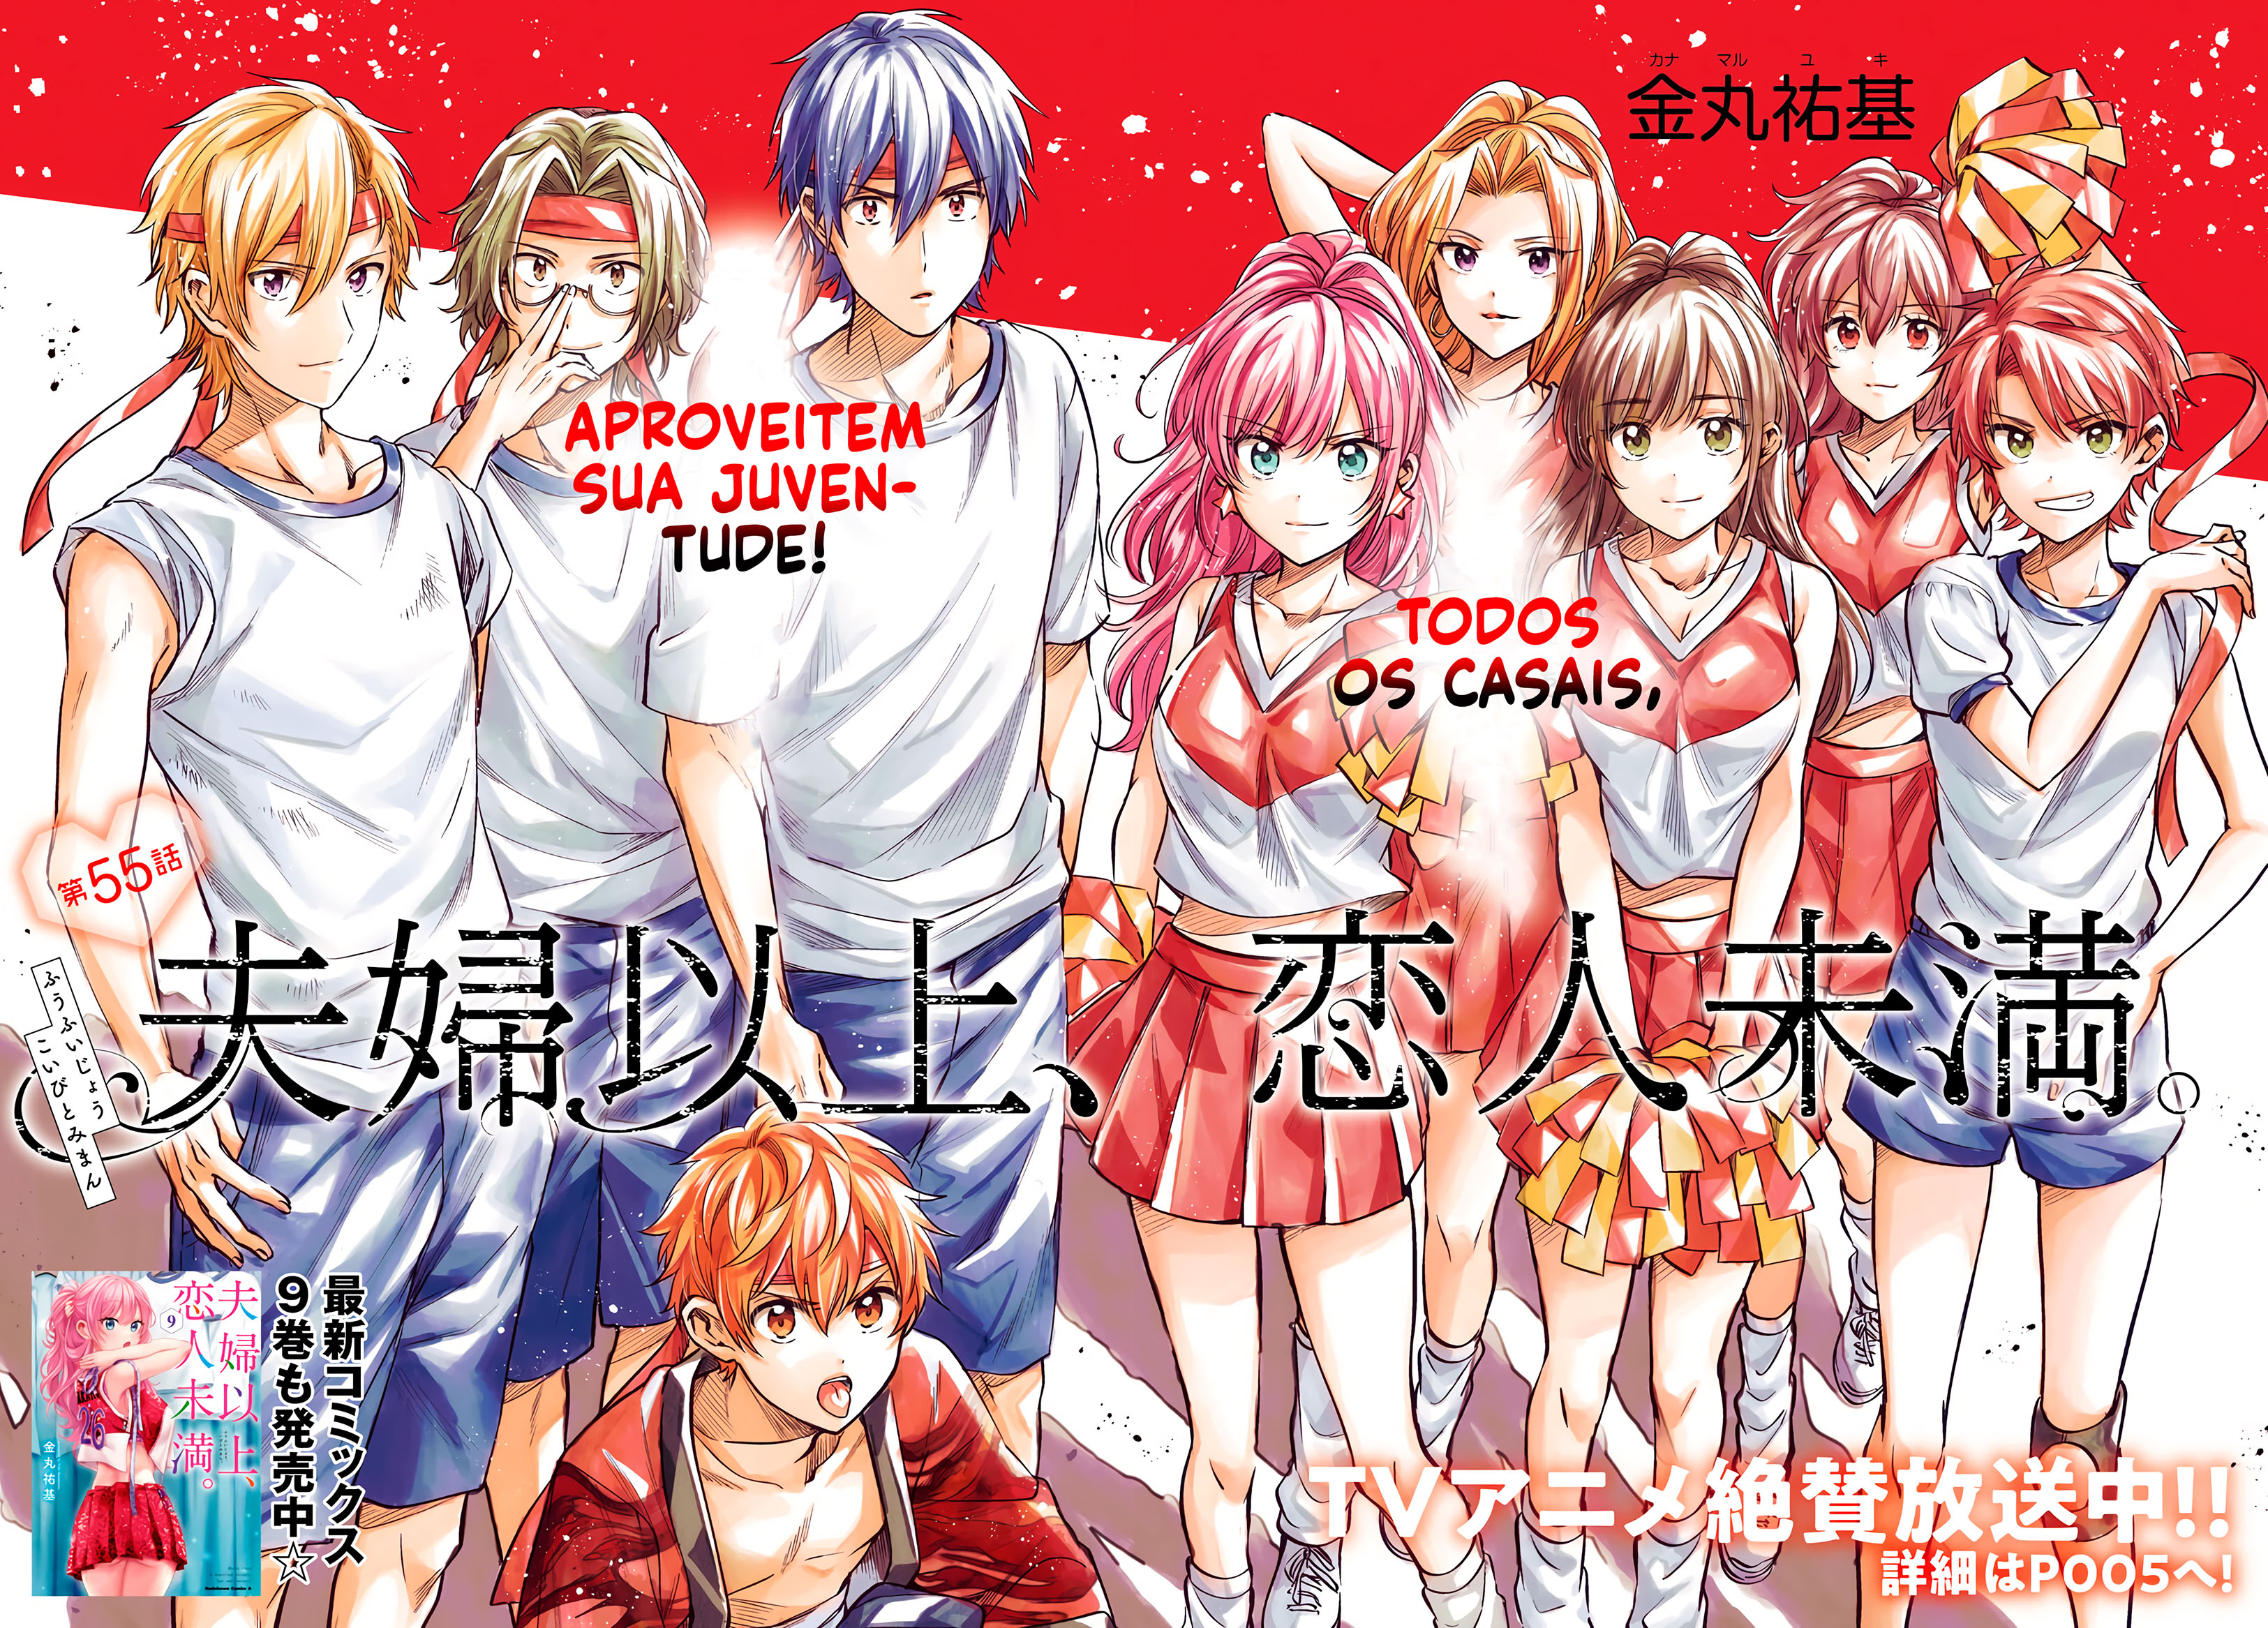 カナ マル ユ キ
金丸祐基
TODOS
OS CASAIS,
APROVEITEM
SUA JUVEN-
TUDE!
第55話
夫婦以上、恋人未満。
ふうふいじょう
こいびとみまん
最新コミックス
9巻も発売中☆
夫婦以上、
恋人未満。
9
26
金丸祐基
TVアニメ絶賛放送中!!
詳細はP005へ!